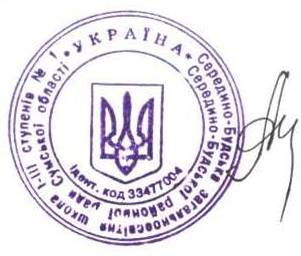 * УКРАЇНА *
Середино-Будська загальноосвітня школа І-ІІІ ступенів № 1
Середино-Будської районної ради Сумської області
Ідент. код 33477004